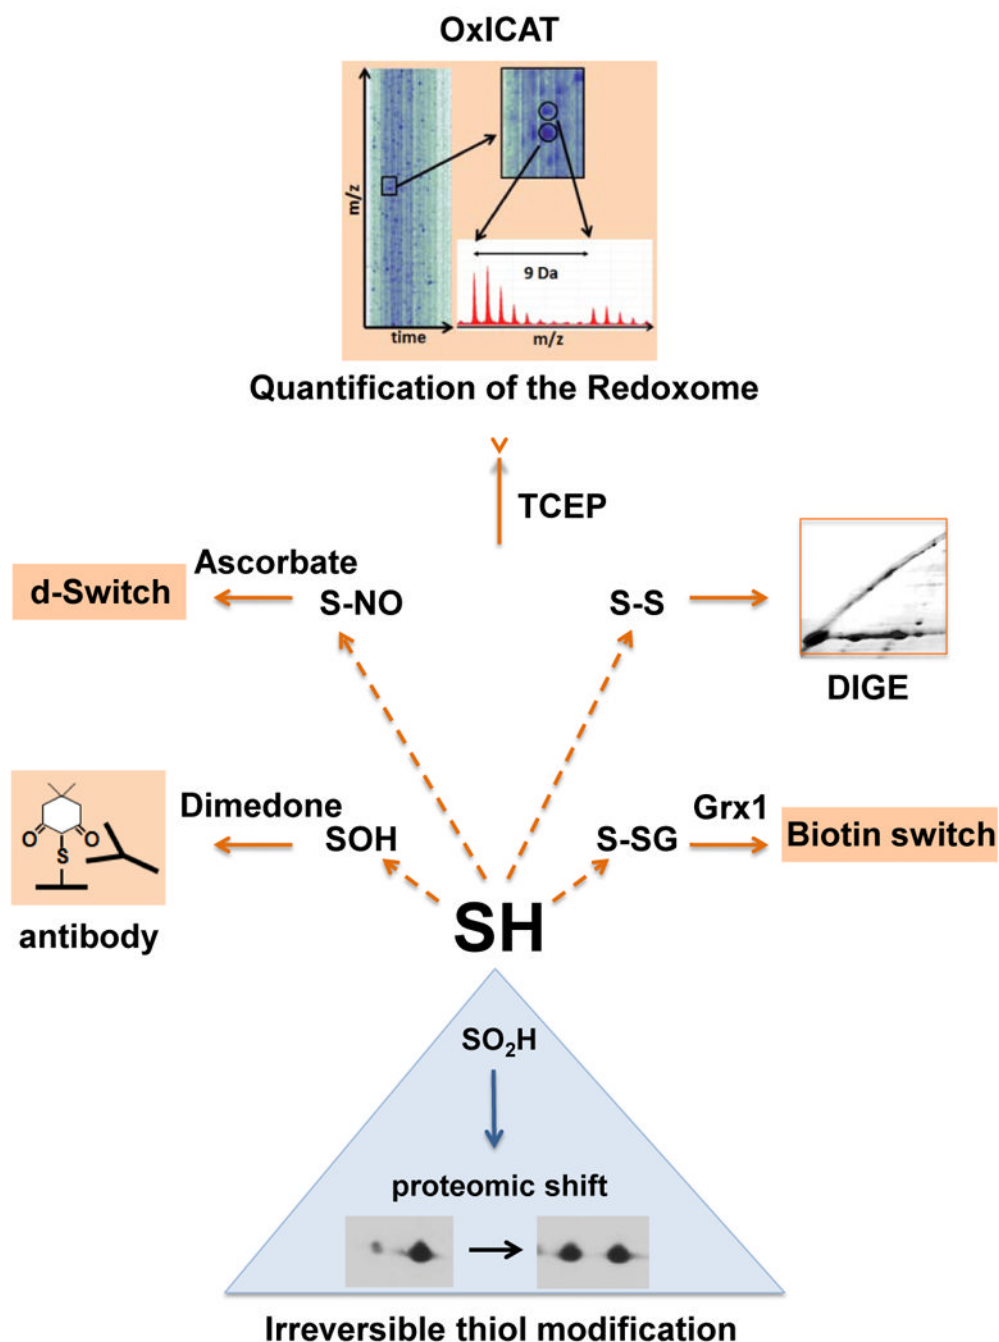 OxICAT
m/z
9 Da
time
m/z
Quantification of the Redoxome
TCEP
Ascorbate
d-Switch
S-NO
S-S
DIGE
Dimedone
Grx1
O
O
S
SOH
S-SG
Biotin switch
antibody
SH
SO₂H
proteomic shift
Irreversible thiol modification